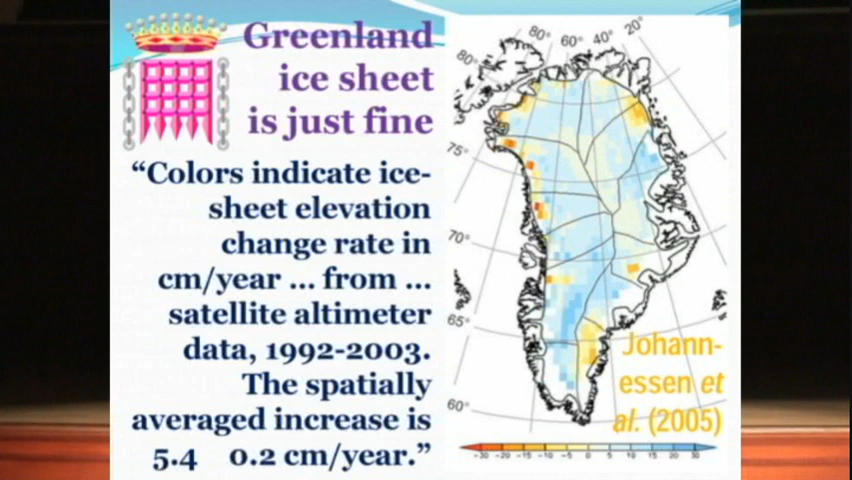 Greenland
ice sheet
is just fine
“Colors indicate ice-
sheet elevation
change rate in
cm/year ... from ...
satellite altimeter
data, 1992-2003.
The spatially
averaged increase is
5.4 0.2 cm/year.”
80° 80° 60° 40° 20°
75°
70°
65°
60°
Johann-
essen et
al. (2005)
-30 -20 -15 -10 -5 0 5 10 15 20 30